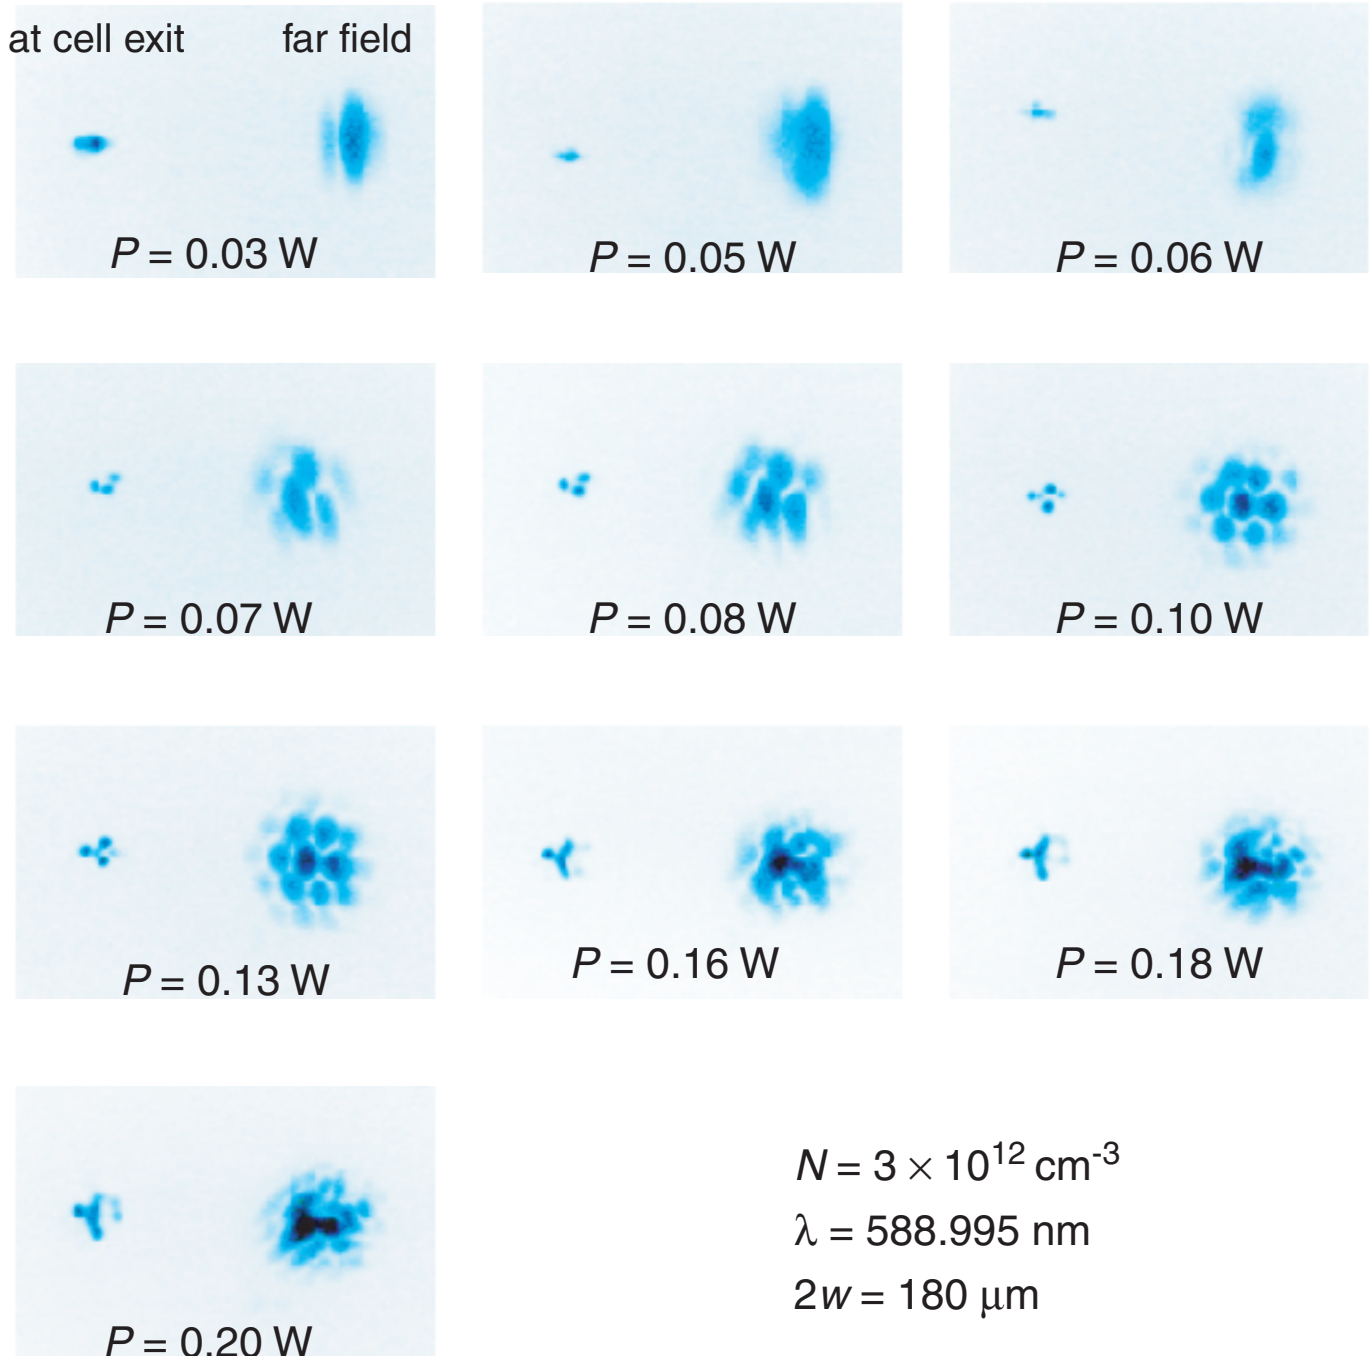 at cell exit far field
P = 0.03 W
P = 0.05 W
P = 0.06 W
P = 0.07 W
P = 0.08 W
P = 0.10 W
P = 0.13 W
P = 0.16 W
P = 0.18 W
P = 0.20 W
N = 3 × 10¹² cm⁻³
λ = 588.995 nm
2w = 180 μm